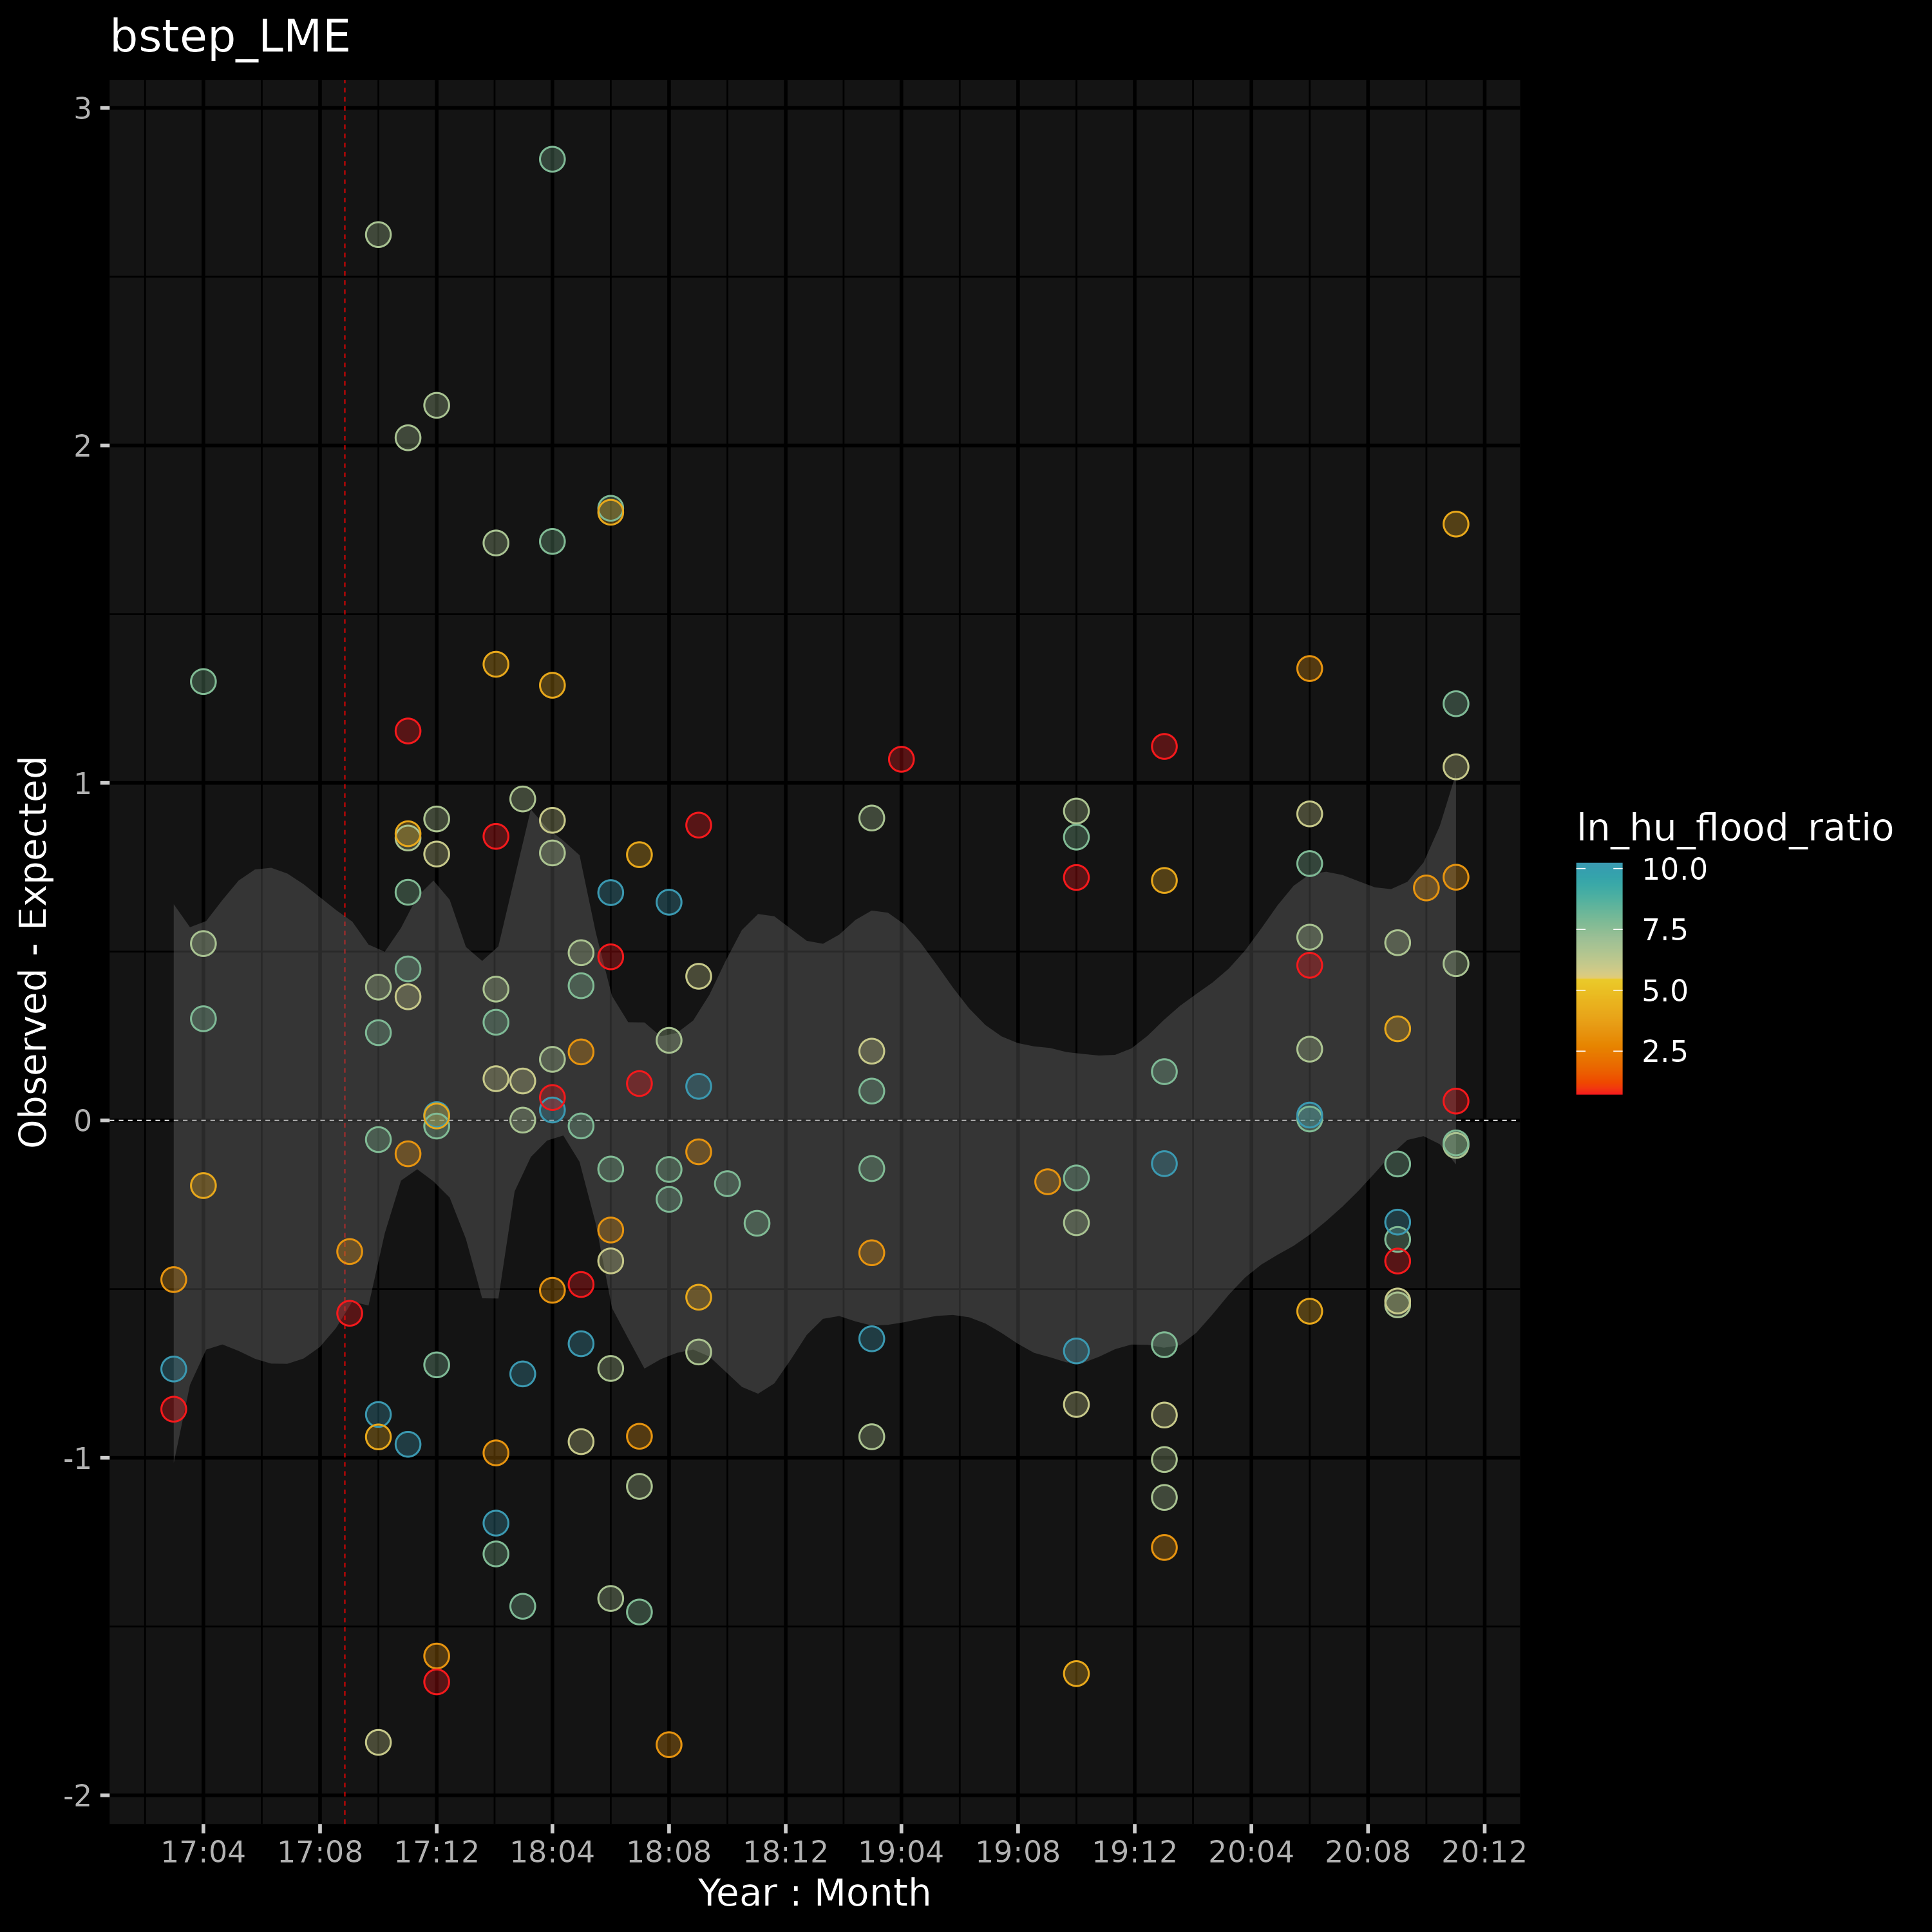 bstep_LME
3
2
1
0
-1
-2
Observed - Expected
17:04 17:08 17:12 18:04 18:08 18:12 19:04 19:08 19:12 20:04 20:08 20:12
Year : Month
ln_hu_flood_ratio
10.0
7.5
5.0
2.5